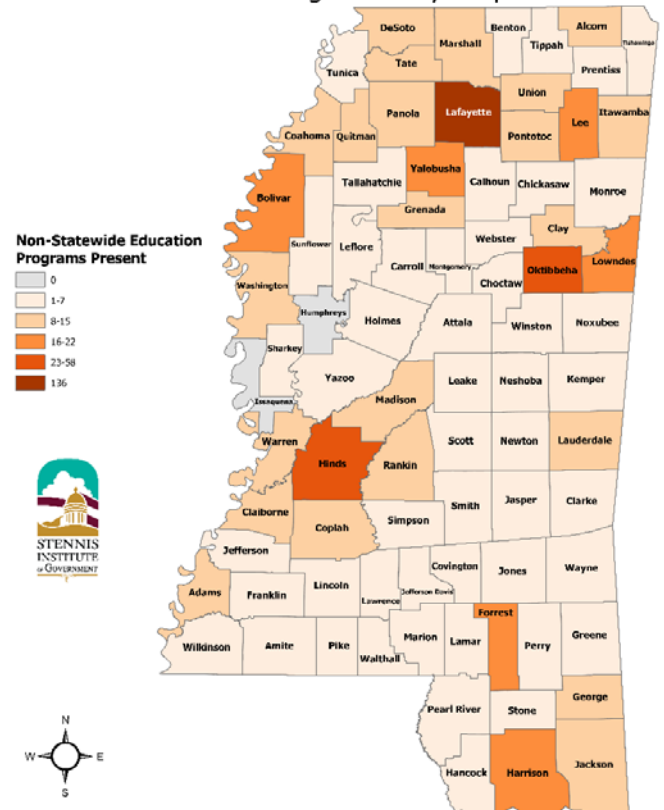 DeSoto
Marshall
Benton
Tippah
Alcorn
Tishomingo
Tunica
Tate
Prentiss
Panola
Lafayette
Union
Lee
Itawamba
Coahoma
Quitman
Pontotoc
Bolivar
Tallahatchie
Yalobusha
Calhoun
Chickasaw
Monroe
Grenada
Sunflower
Leflore
Webster
Clay
Non-Statewide Education
Programs Present
0
1-7
8-15
16-22
23-58
136
Washington
Carroll
Montgomery
Choctaw
Oktibbeha
Lowndes
Humphreys
Holmes
Attala
Winston
Noxubee
Sharkey
Yazoo
Leake
Neshoba
Kemper
Issaquena
Madison
Warren
Hinds
Rankin
Scott
Newton
Lauderdale
Claiborne
Copiah
Simpson
Smith
Jasper
Clarke
STENNIS
INSTITUTE
OF GOVERNMENT
Jefferson
Adams
Franklin
Lincoln
Lawrence
Jefferson Davis
Covington
Jones
Wayne
Wilkinson
Amite
Pike
Walthall
Marion
Lamar
Forrest
Perry
Greene
Pearl River
Stone
George
Hancock
Harrison
Jackson
N
W E
S